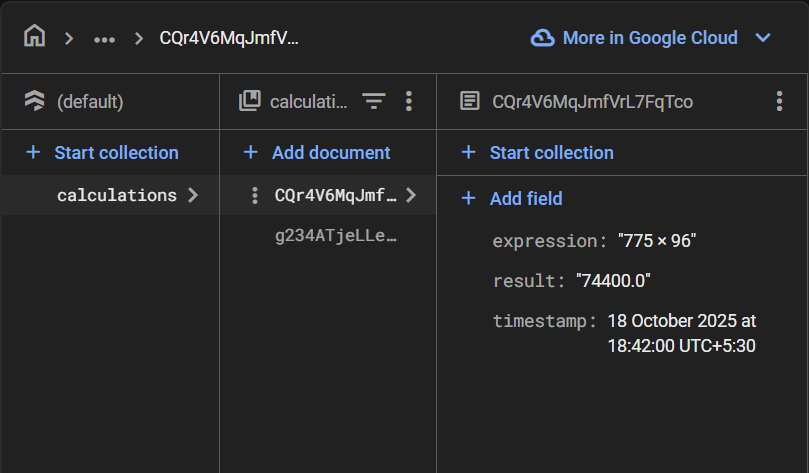 CQr4V6MqJmfV...
More in Google Cloud
(default)
calculati...
CQr4V6MqJmfVrL7FqTco
+ Start collection
+ Add document
+ Start collection
calculations
CQr4V6MqJmf...
g234ATjeLLe...
+ Add field
expression: "775 × 96"
result: "74400.0"
timestamp: 18 October 2025 at
18:42:00 UTC+5:30